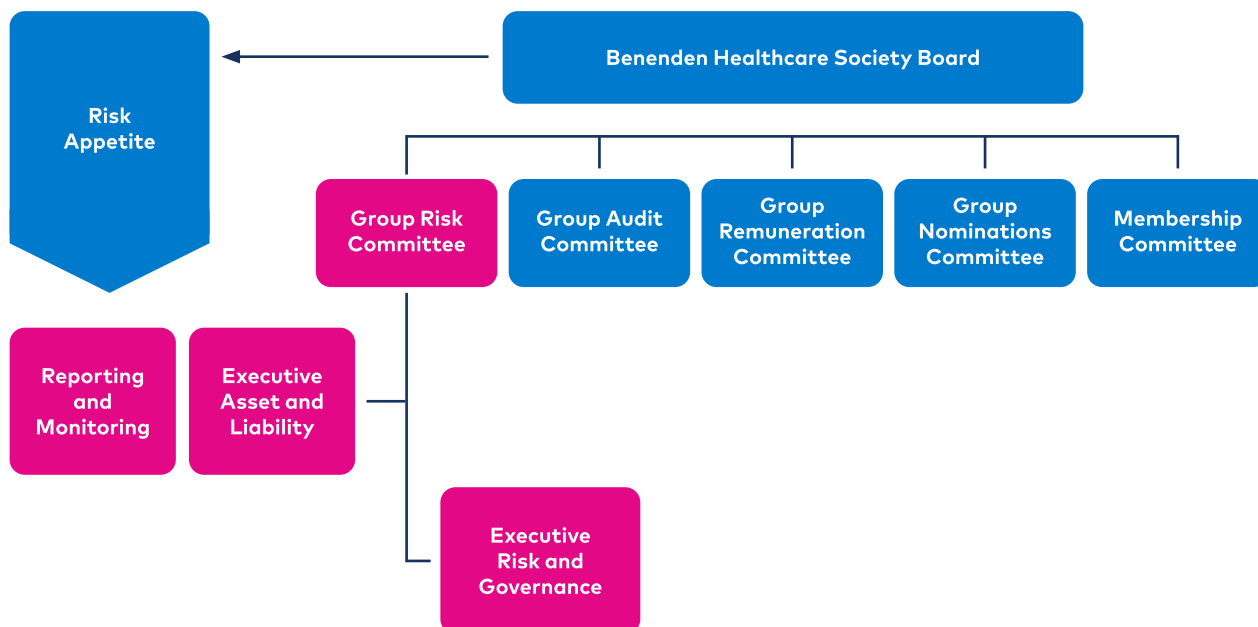 Benenden Healthcare Society Board
Risk
Appetite
Group Risk
Committee
Group Audit
Committee
Group
Remuneration
Committee
Group
Nominations
Committee
Membership
Committee
Reporting
and
Monitoring
Executive
Asset and
Liability
Executive
Risk and
Governance